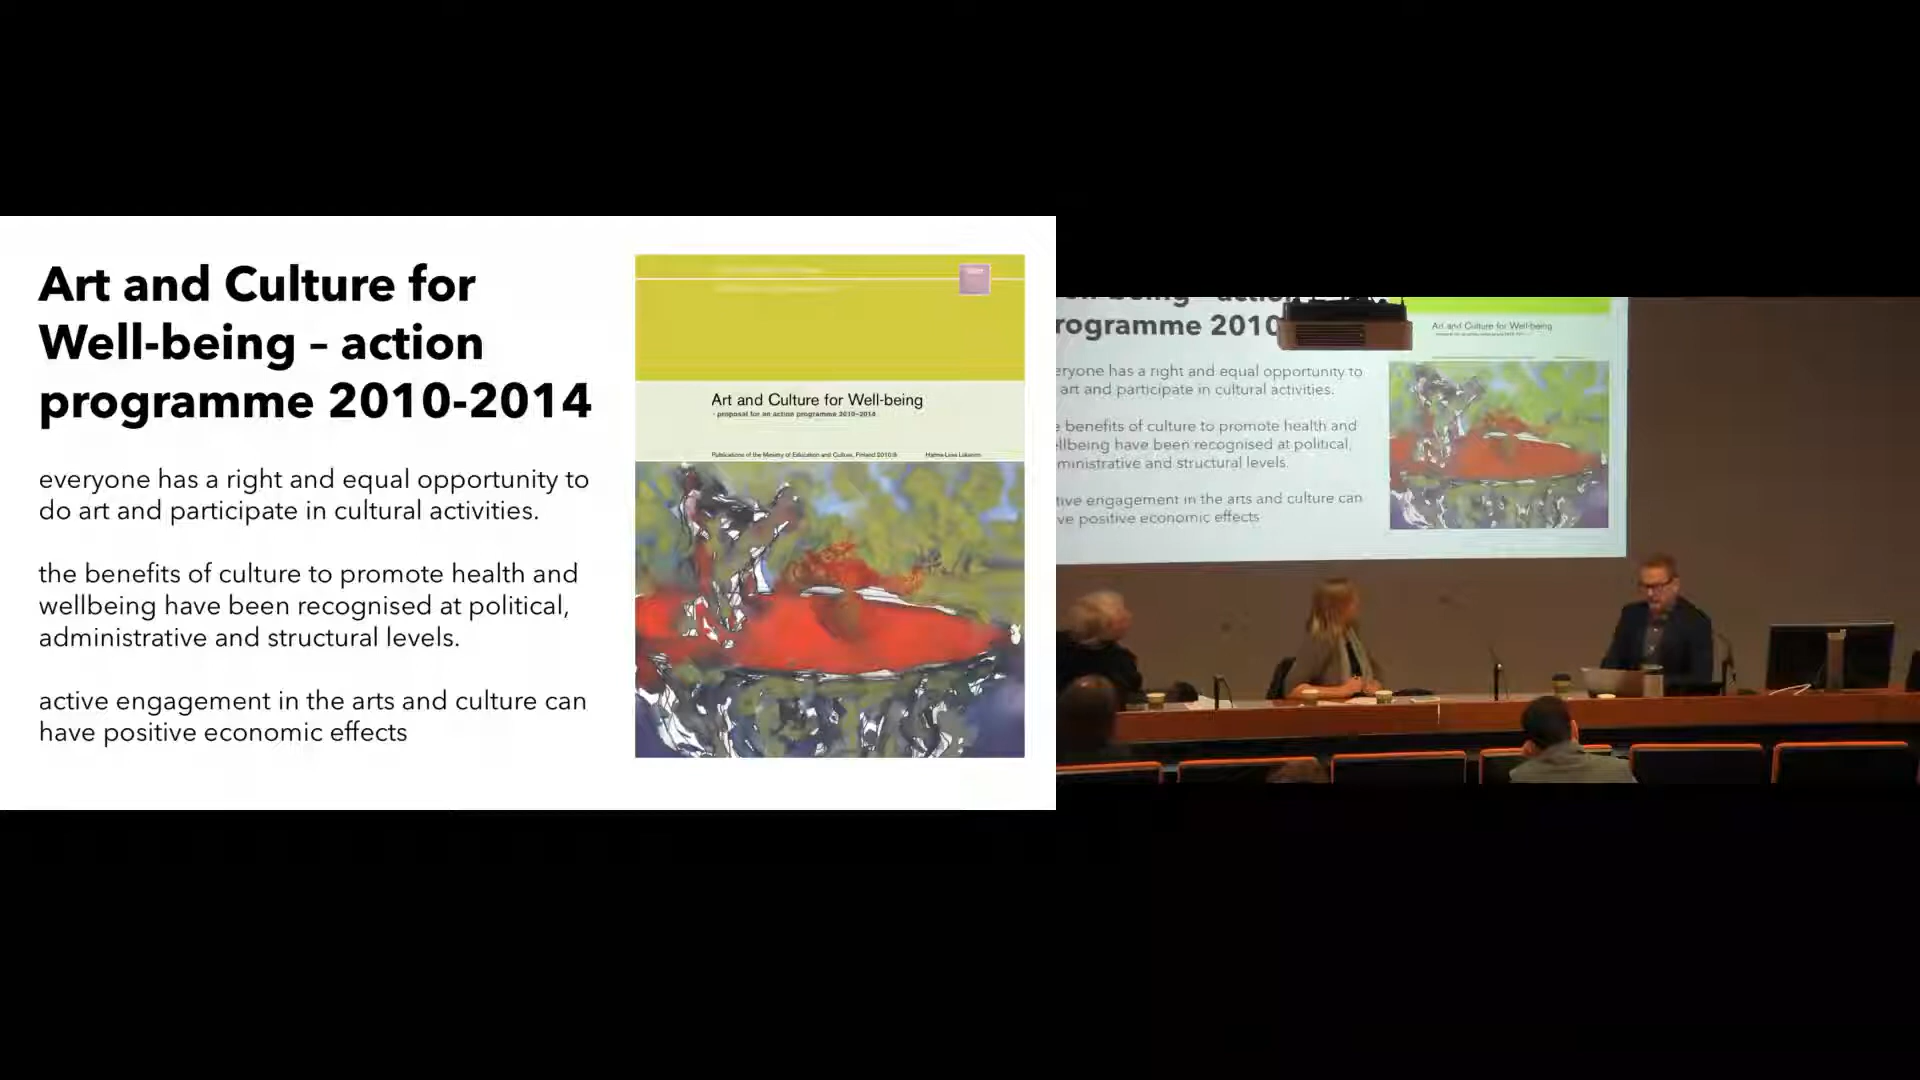 Art and Culture for
Well-being – action
programme 2010-2014
everyone has a right and equal opportunity to
do art and participate in cultural activities.
the benefits of culture to promote health and
wellbeing have been recognised at political,
administrative and structural levels.
active engagement in the arts and culture can
have positive economic effects
Art and Culture for Well-being
- proposal for an action programme 2010–2014
Publications of the Ministry of Education and Culture, Finland 2010:9
Hanna-Liisa Liikanen
rogramme 2010
eryone has a right and equal opportunity to
art and participate in cultural activities.
e benefits of culture to promote health and
ellbeing have been recognised at political,
ministrative and structural levels.
tive engagement in the arts and culture can
ve positive economic effects
Art and Culture for Well-being